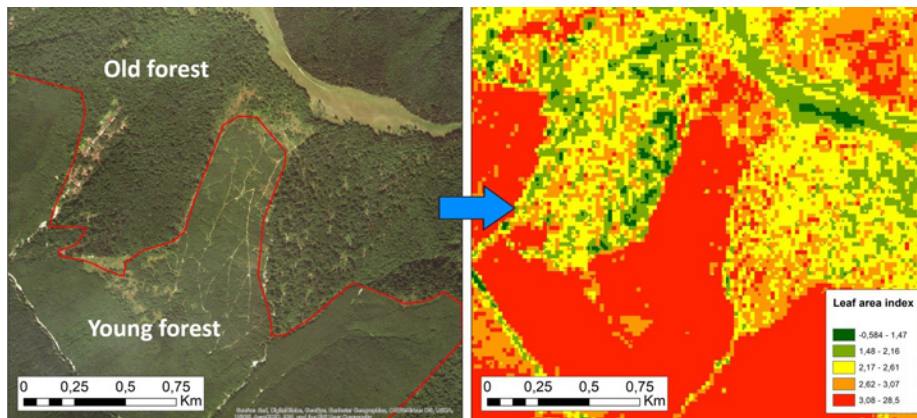 Old forest
Young forest
0 0,25 0,5 0,75
Km
0 0,25 0,5 0,75
Km
Leaf area index
-0,584 - 1,47
1,48 - 2,16
2,17 - 2,61
2,62 - 3,07
3,08 - 28,5